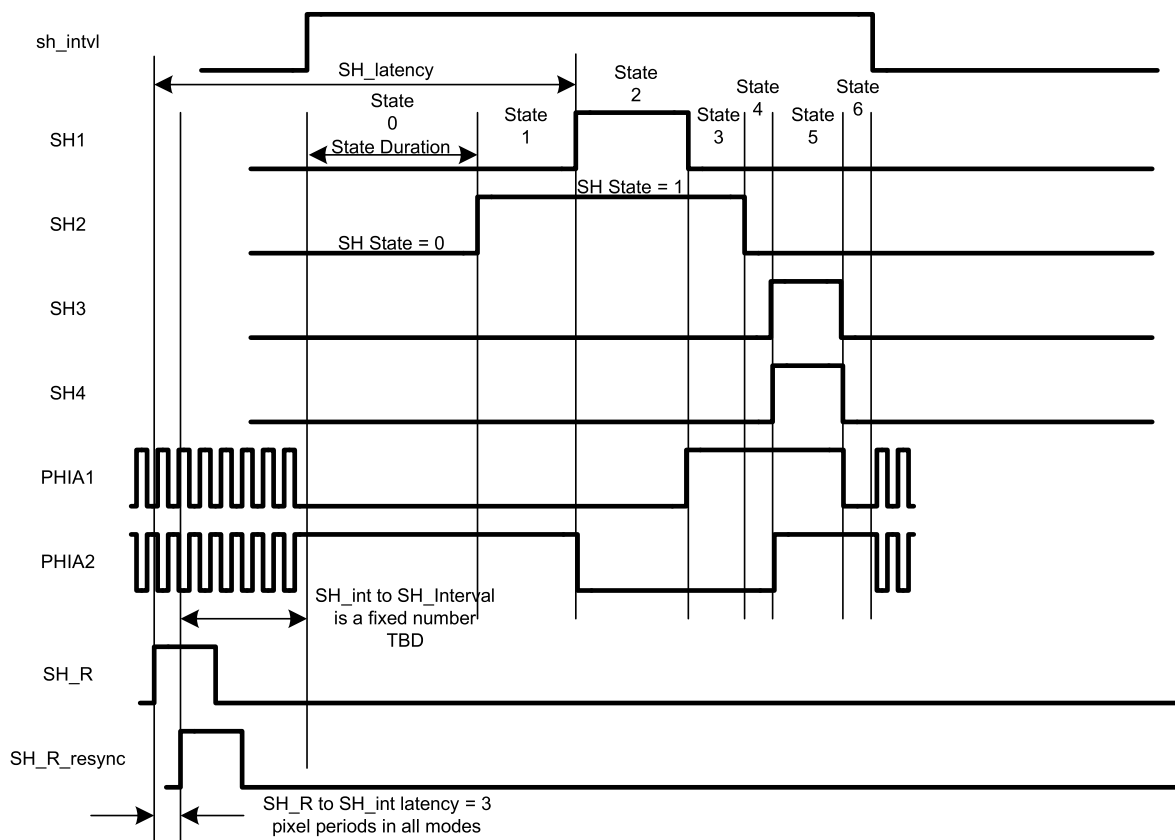 sh_intvl
SH_latency
State
0
State
1
State
2
State
3
State
4
State
5
State
6
State Duration
SH1
SH State = 1
SH2
SH State = 0
SH3
SH4
PHIA1
PHIA2
SH_int to SH_Interval
is a fixed number
TBD
SH_R
SH_R_resync
SH_R to SH_int latency = 3
pixel periods in all modes